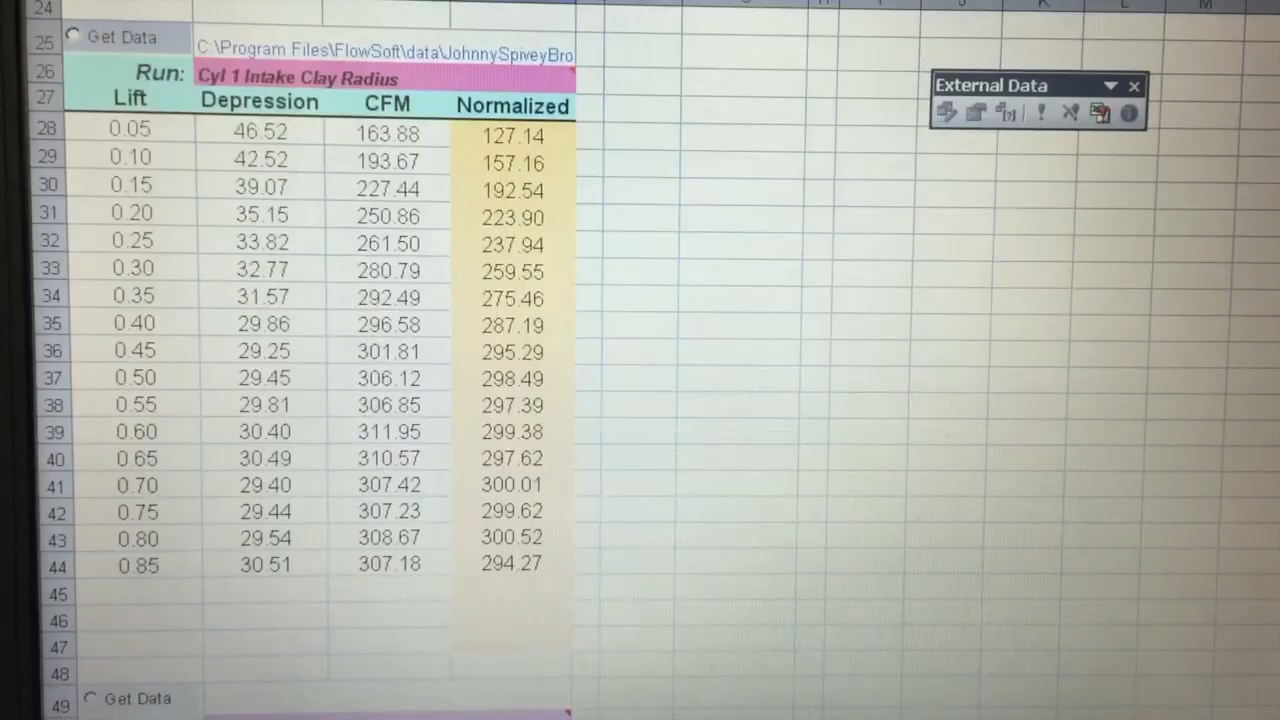 24
25 Get Data C:\Program Files\FlowSoft\data\JohnnySpiveyBro
26 Run: Cyl 1 Intake Clay Radius
External Data
27 Lift Depression CFM Normalized
28 0.05 46.52 163.88 127.14
29 0.10 42.52 193.67 157.16
30 0.15 39.07 227.44 192.54
31 0.20 35.15 250.86 223.90
32 0.25 33.82 261.50 237.94
33 0.30 32.77 280.79 259.55
34 0.35 31.57 292.49 275.46
35 0.40 29.86 296.58 287.19
36 0.45 29.25 301.81 295.29
37 0.50 29.45 306.12 298.49
38 0.55 29.81 306.85 297.39
39 0.60 30.40 311.95 299.38
40 0.65 30.49 310.57 297.62
41 0.70 29.40 307.42 300.01
42 0.75 29.44 307.23 299.62
43 0.80 29.54 308.67 300.52
44 0.85 30.51 307.18 294.27
45
46
47
48
49 Get Data